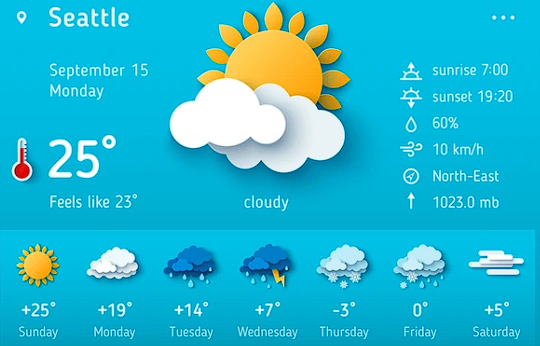 Seattle
September 15
Monday
25°
Feels like 23°
cloudy
sunrise 7:00
sunset 19:20
60%
10 km/h
North-East
1023.0 mb
+25°
Sunday
+19°
Monday
+14°
Tuesday
+7°
Wednesday
-3°
Thursday
0°
Friday
+5°
Saturday